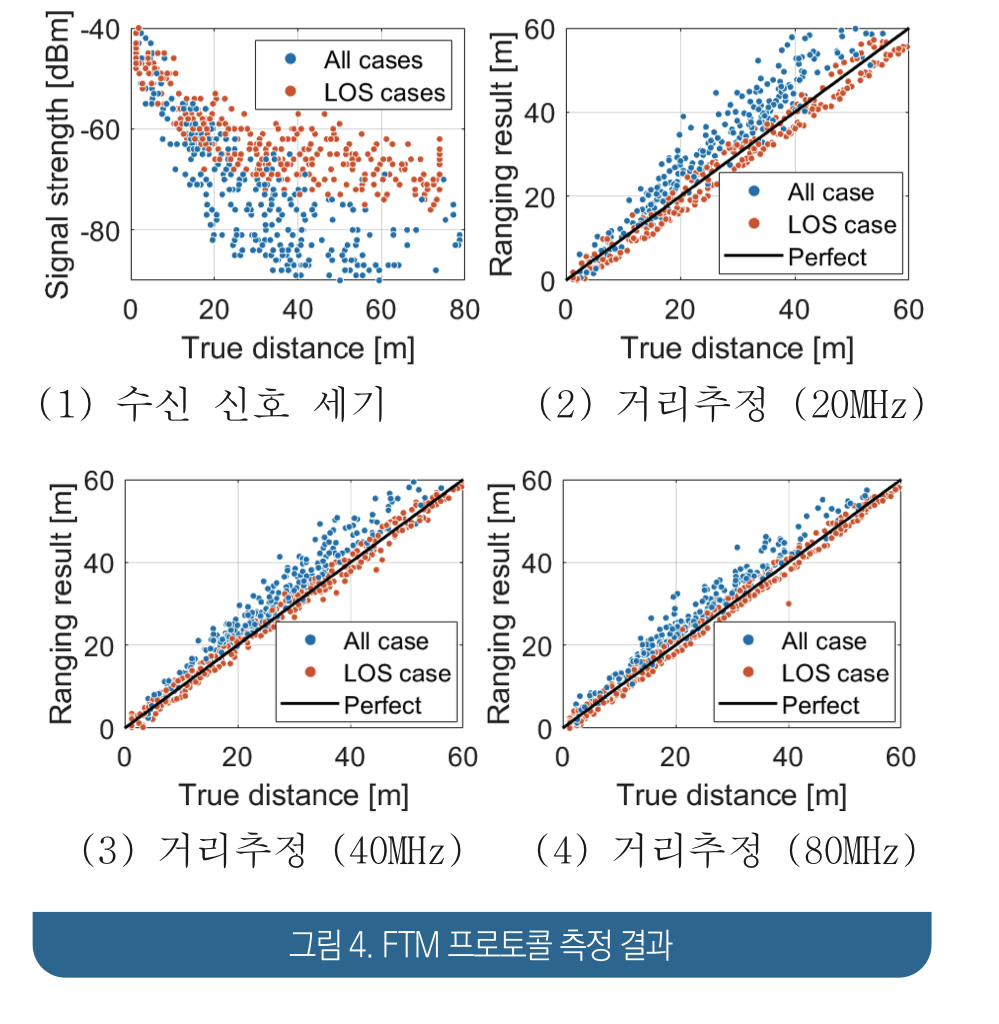 Signal strength [dBm]
-40
-60
-80
0 20 40 60 80
True distance [m]
All cases
LOS cases
(1) 수신 신호 세기
Ranging result [m]
60
40
20
0
0 20 40 60
True distance [m]
All case
LOS case
Perfect
(2) 거리추정 (20MHz)
Ranging result [m]
60
40
20
0
0 20 40 60
True distance [m]
All case
LOS case
Perfect
(3) 거리추정 (40MHz)
Ranging result [m]
60
40
20
0
0 20 40 60
True distance [m]
All case
LOS case
Perfect
(4) 거리추정 (80MHz)
그림 4. FTM 프로토콜 측정 결과